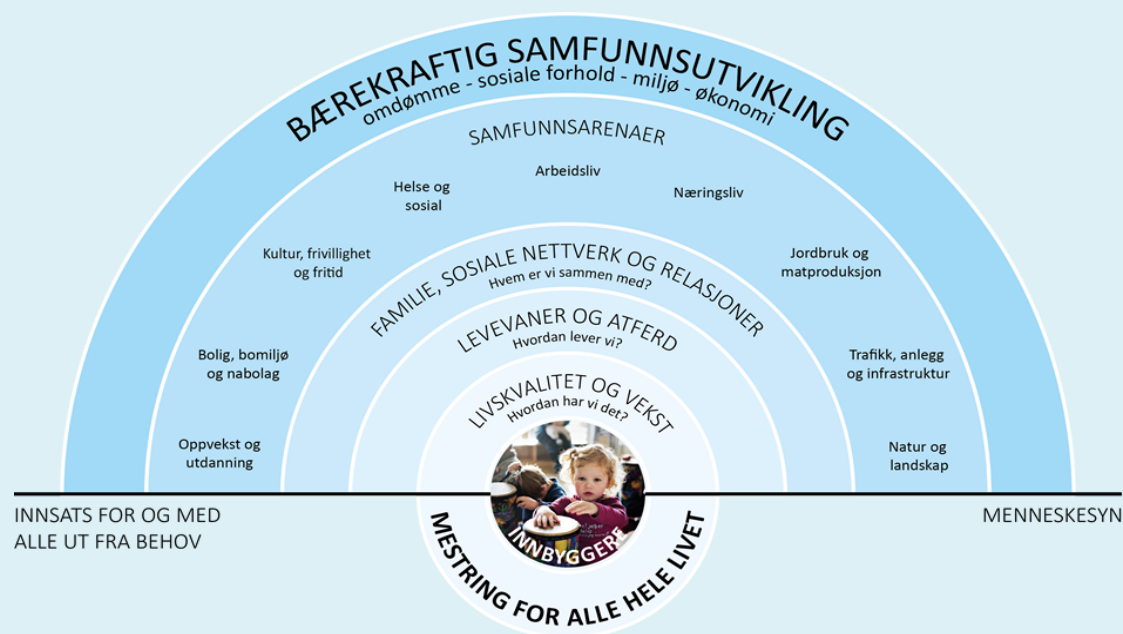 BÆREKRAFTIG SAMFUNNSUTVIKLING
omdømme - sosiale forhold - miljø - økonomi
SAMFUNNSARENAER
Arbeidsliv
Helse og
sosial
Næringsliv
Kultur, frivillighet
og fritid
Jordbruk og
matproduksjon
FAMILIE, SOSIALE NETTVERK OG RELASJONER
Hvem er vi sammen med?
LEVEVANER OG ATFERD
Hvordan lever vi?
Bolig, bomiljø
og nabolag
Trafikk, anlegg
og infrastruktur
LIVSKVALITET OG VEKST
Hvordan har vi det?
Oppvekst og
utdanning
Natur og
landskap
INNSATS FOR OG MED
ALLE UT FRA BEHOV
MENNESKESYN
INNBYGGERE
MESTRING FOR ALLE HELE LIVET